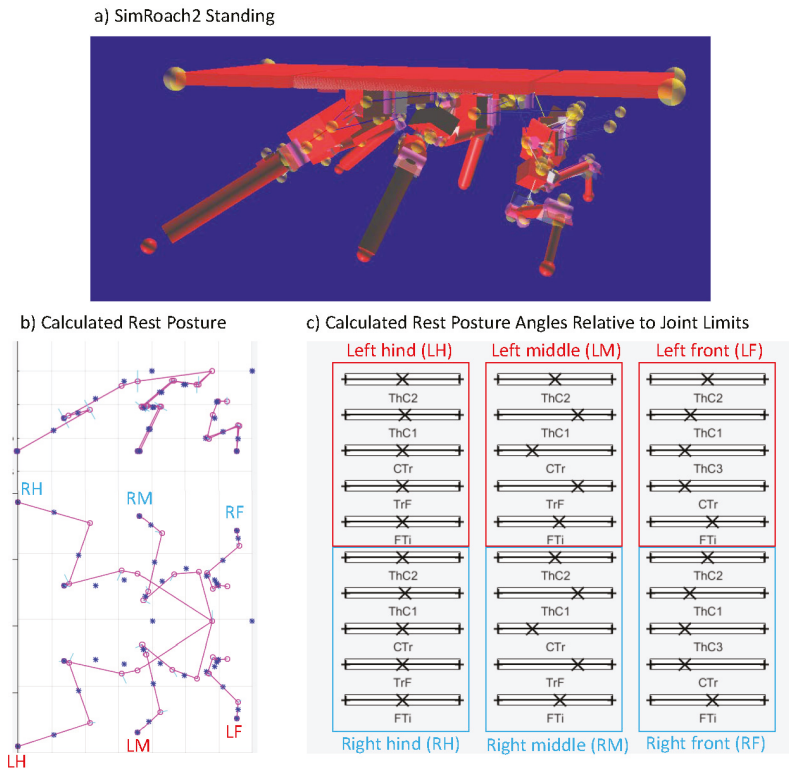 a) SimRoach2 Standing
b) Calculated Rest Posture
RH
RM
RF
LH
LM
LF
c) Calculated Rest Posture Angles Relative to Joint Limits
Left hind (LH)
Left middle (LM)
Left front (LF)
ThC2
ThC2
ThC2
ThC1
ThC1
ThC1
CTr
CTr
ThC3
TrF
TrF
CTr
FTi
FTi
FTi
ThC2
ThC2
ThC2
ThC1
ThC1
ThC1
CTr
CTr
ThC3
TrF
TrF
CTr
FTi
FTi
FTi
Right hind (RH)
Right middle (RM)
Right front (RF)